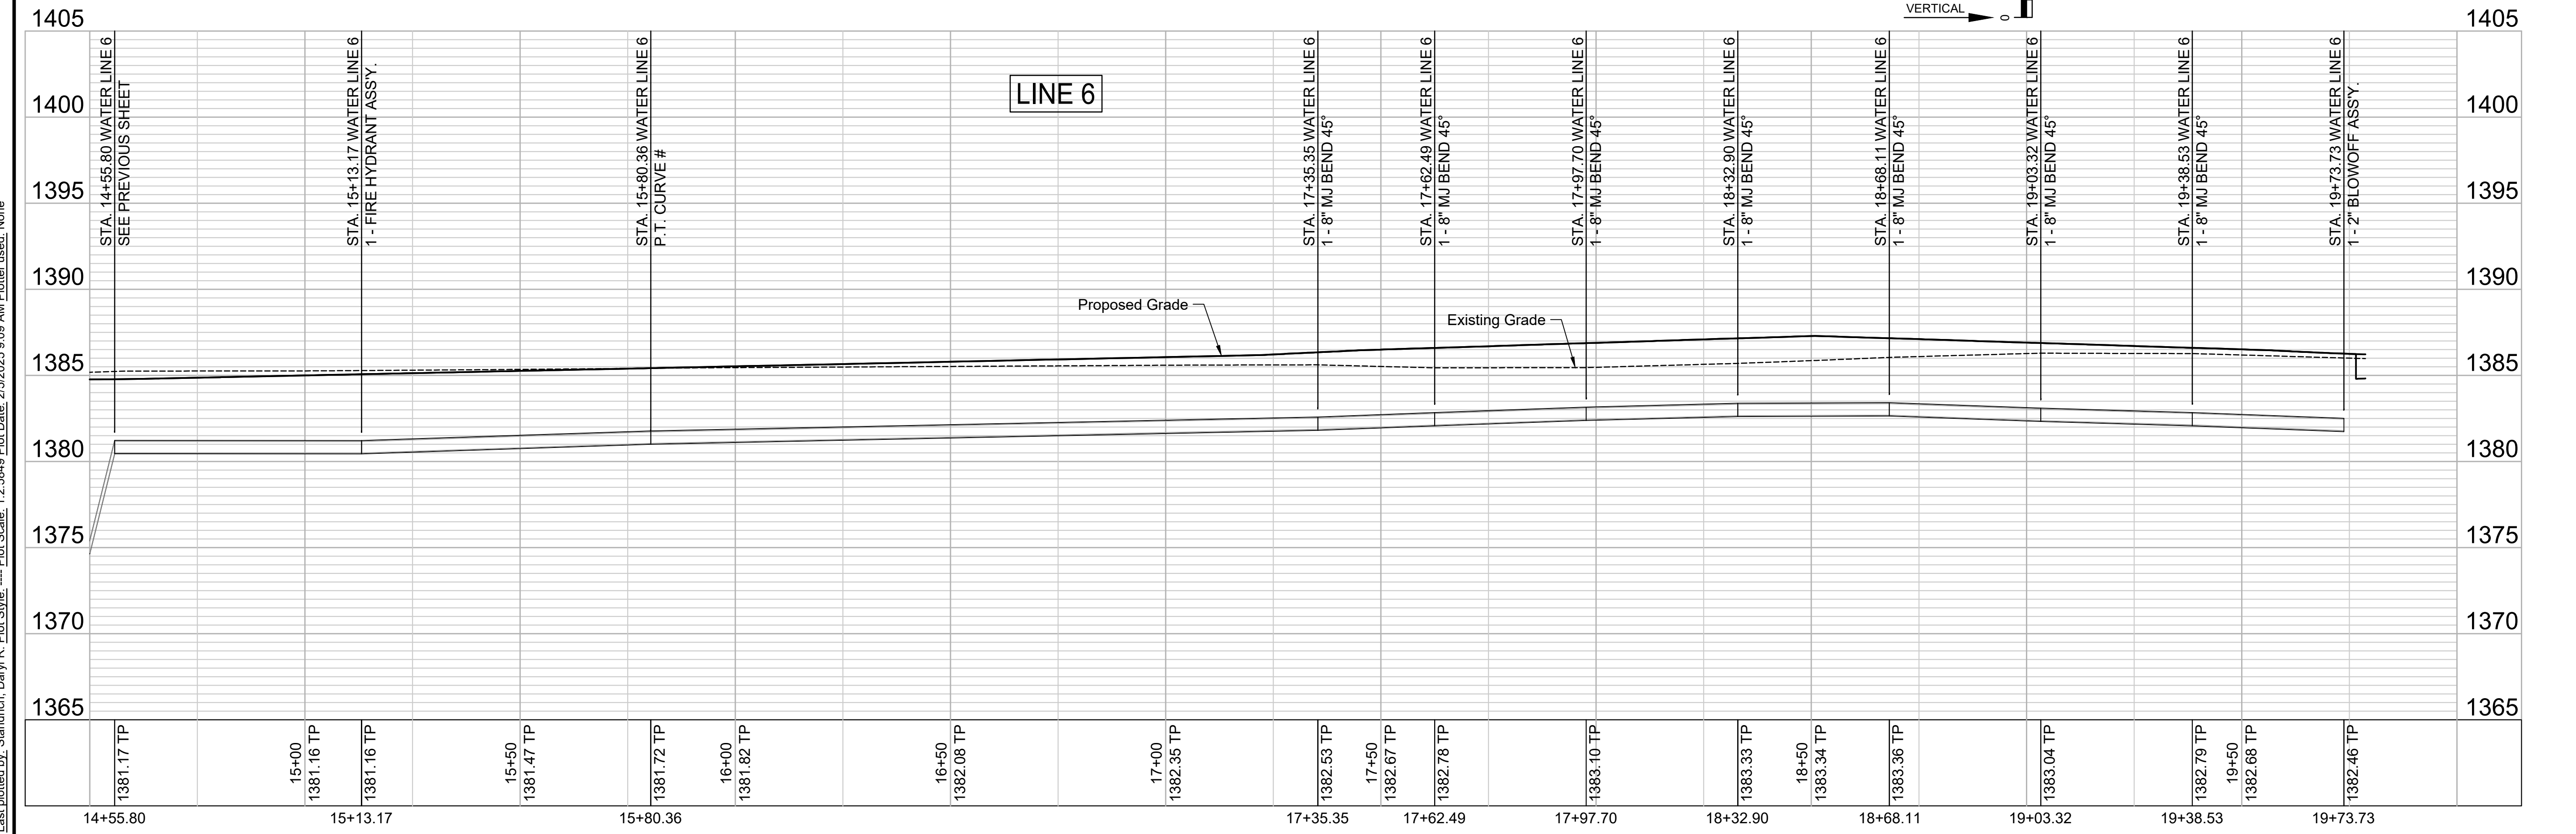 VERTICAL
0
1405
1405
1400
1400
1395
1395
1390
1390
1385
1385
1380
1380
1375
1375
1370
1370
1365
1365
LINE 6
STA. 14+55.80 WATER LINE 6
SEE PREVIOUS SHEET
STA. 15+13.17 WATER LINE 6
1 - FIRE HYDRANT ASS'Y.
STA. 15+80.36 WATER LINE 6
P.T. CURVE #
STA. 17+35.35 WATER LINE 6
1 - 8" MJ BEND 45°
STA. 17+62.49 WATER LINE 6
1 - 8" MJ BEND 45°
STA. 17+97.70 WATER LINE 6
1 - 8" MJ BEND 45°
STA. 18+32.90 WATER LINE 6
1 - 8" MJ BEND 45°
STA. 18+68.11 WATER LINE 6
1 - 8" MJ BEND 45°
STA. 19+03.32 WATER LINE 6
1 - 8" MJ BEND 45°
STA. 19+38.53 WATER LINE 6
1 - 8" MJ BEND 45°
STA. 19+73.73 WATER LINE 6
1 - 2" BLOWOFF ASS'Y.
Proposed Grade
Existing Grade
1381.17 TP
15+00
1381.16 TP
1381.16 TP
15+50
1381.47 TP
1381.72 TP
16+00
1381.82 TP
16+50
1382.08 TP
17+00
1382.35 TP
1382.53 TP
17+50
1382.67 TP
1382.78 TP
1383.10 TP
1383.33 TP
18+50
1383.34 TP
1383.36 TP
1383.04 TP
1382.79 TP
19+50
1382.68 TP
1382.46 TP
14+55.80
15+13.17
15+80.36
17+35.35
17+62.49
17+97.70
18+32.90
18+68.11
19+03.32
19+38.53
19+73.73